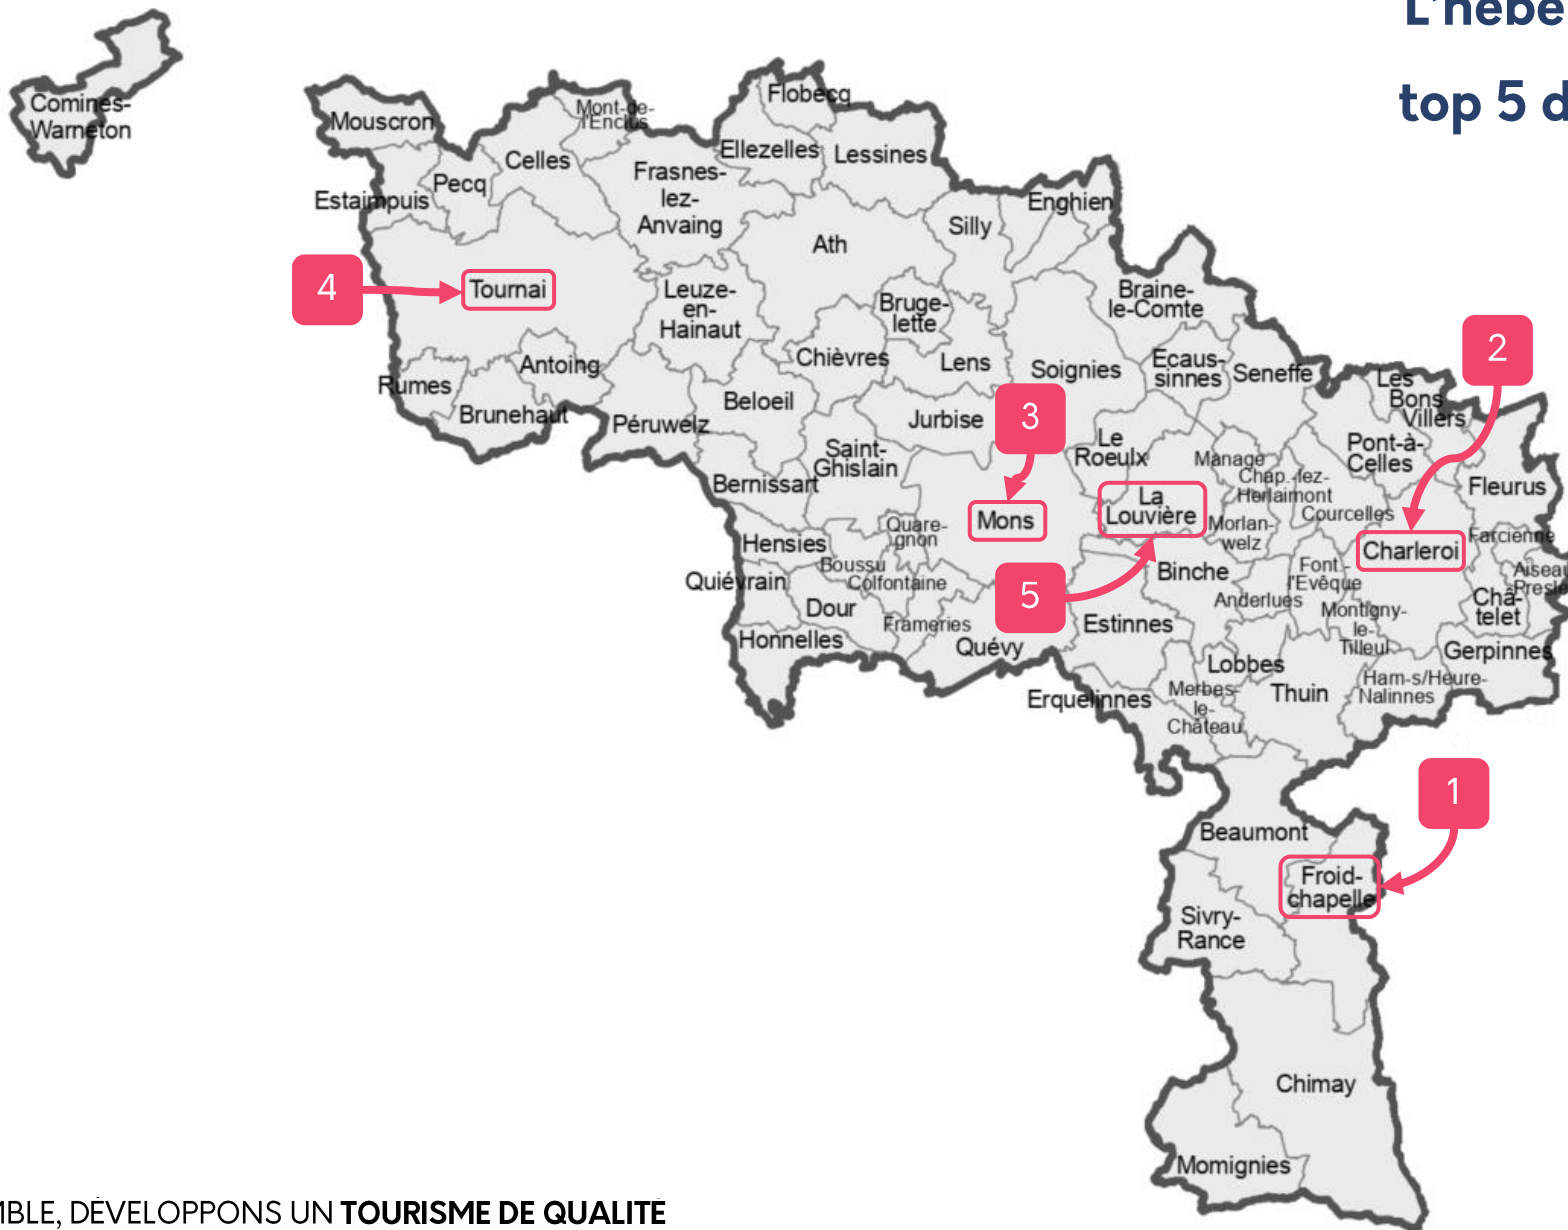 L'hébe
top 5 d
Comines-
Warneton
Mouscron
Mont-de-
l'Enclus
Flobecq
Estaimpuis
Pecq
Celles
Frasnes-
lez-
Anvaing
Ellezelles
Lessines
Ath
Silly
Enghien
4
Tournai
Leuze-
en-
Hainaut
Bruge-
lette
Braine-
le-Comte
Rumes
Antoing
Brunehaut
Péruwelz
Beloeil
Chièvres
Lens
Soignies
Ecaus-
sinnes
Seneffe
2
Les
Bons
Villers
Jurbise
3
Saint-
Ghislain
Bernissart
Le
Roeulx
Manage
Chap.-lez-
Herlaimont
Pont-à-
Celles
Courcelles
Fleurus
Mons
La
Louvière
Morlan-
welz
Charleroi
Farcienne
Hensies
Quare-
gnon
Quiévrain
Boussu
Colfontaine
Dour
Honnelles
Frameries
Quévy
5
Binche
Estinnes
Anderlues
Font.-
l'Evêque
Montigny-
le-
Tilleul
Aiseau
Presle
Châ-
telet
Gerpinnes
Erquelinnes
Merbes-
le-
Château
Lobbes
Thuin
Ham-s/Heure-
Nalinnes
1
Beaumont
Froid-
chapelle
Sivry-
Rance
Chimay
Momignies
MBLE, DÉVELOPPONS UN TOURISME DE QUALITÉ